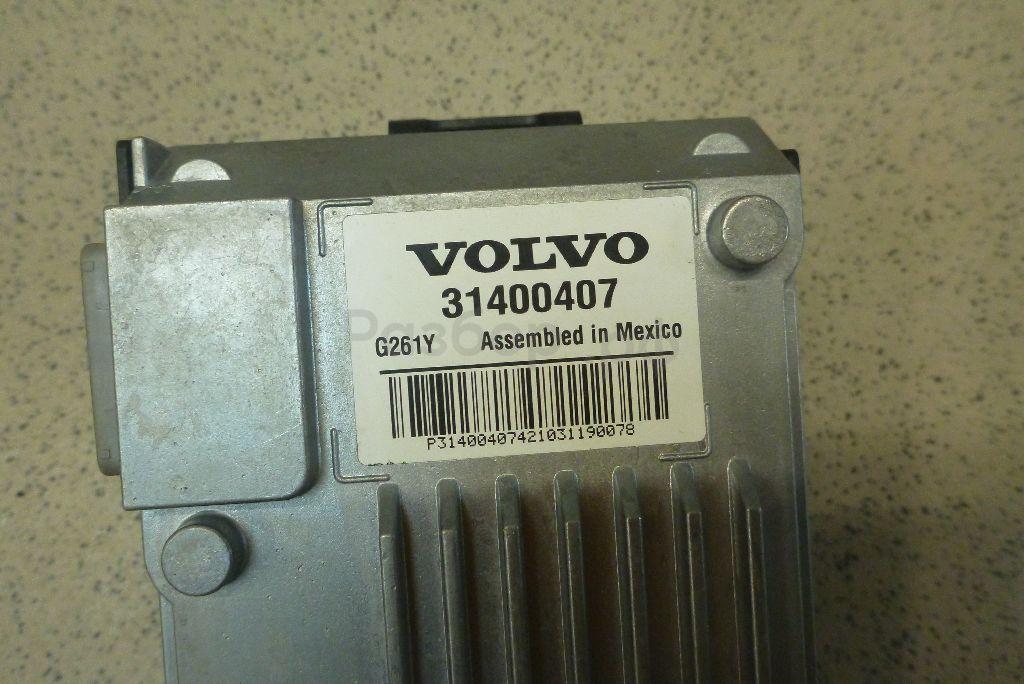 VOLVO
31400407
G261Y Assembled in Mexico
P31400407421031190078